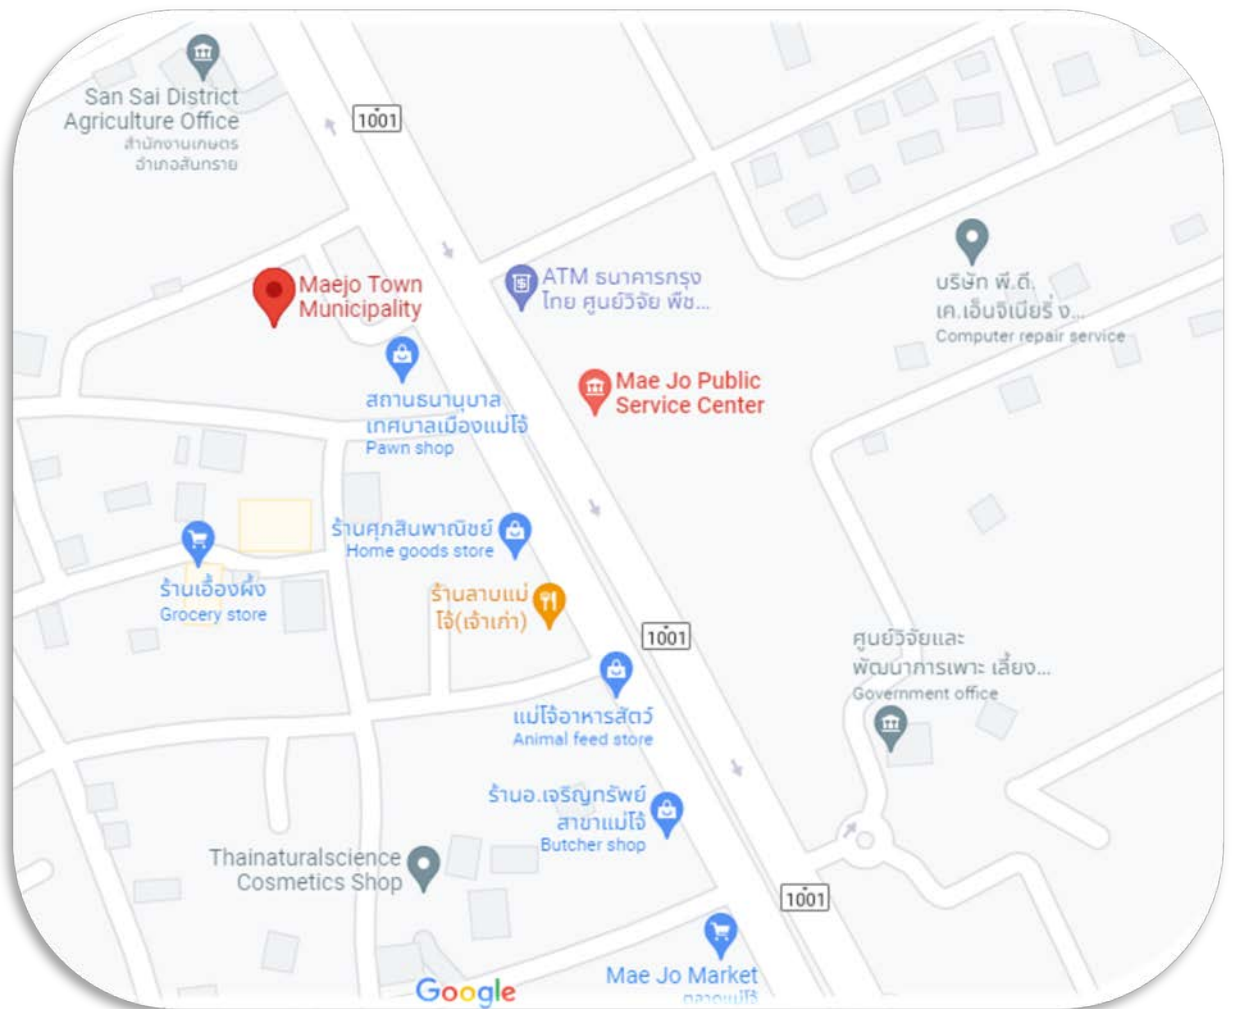 San Sai District
Agriculture Office
สำนักงานเกษตร
อำเภอสันทราย
1001
Maejo Town
Municipality
ATM ธนาคารกรุง
ไทย ศูนย์วิจัย พืช...
บริษัท พี.ดี.
เค.เอ็นจิเนียริ่ ง...
Computer repair service
สถานธนานุบาล
เทศบาลเมืองแม่โจ้
Pawn shop
Mae Jo Public
Service Center
ร้านศุภสินพาณิชย์
Home goods store
ร้านเอื้องผึ้ง
Grocery store
ร้านลาบแม่
โจ้(เจ้าเก่า)
1001
ศูนย์วิจัยและ
พัฒนาการเพาะ เลี้ยง...
Government office
แม่โจ้อาหารสัตว์
Animal feed store
ร้านอ.เจริญทรัพย์
สาขาแม่โจ้
Butcher shop
Thainaturalscience
Cosmetics Shop
1001
Mae Jo Market
ตลาดแม่โจ้
Google